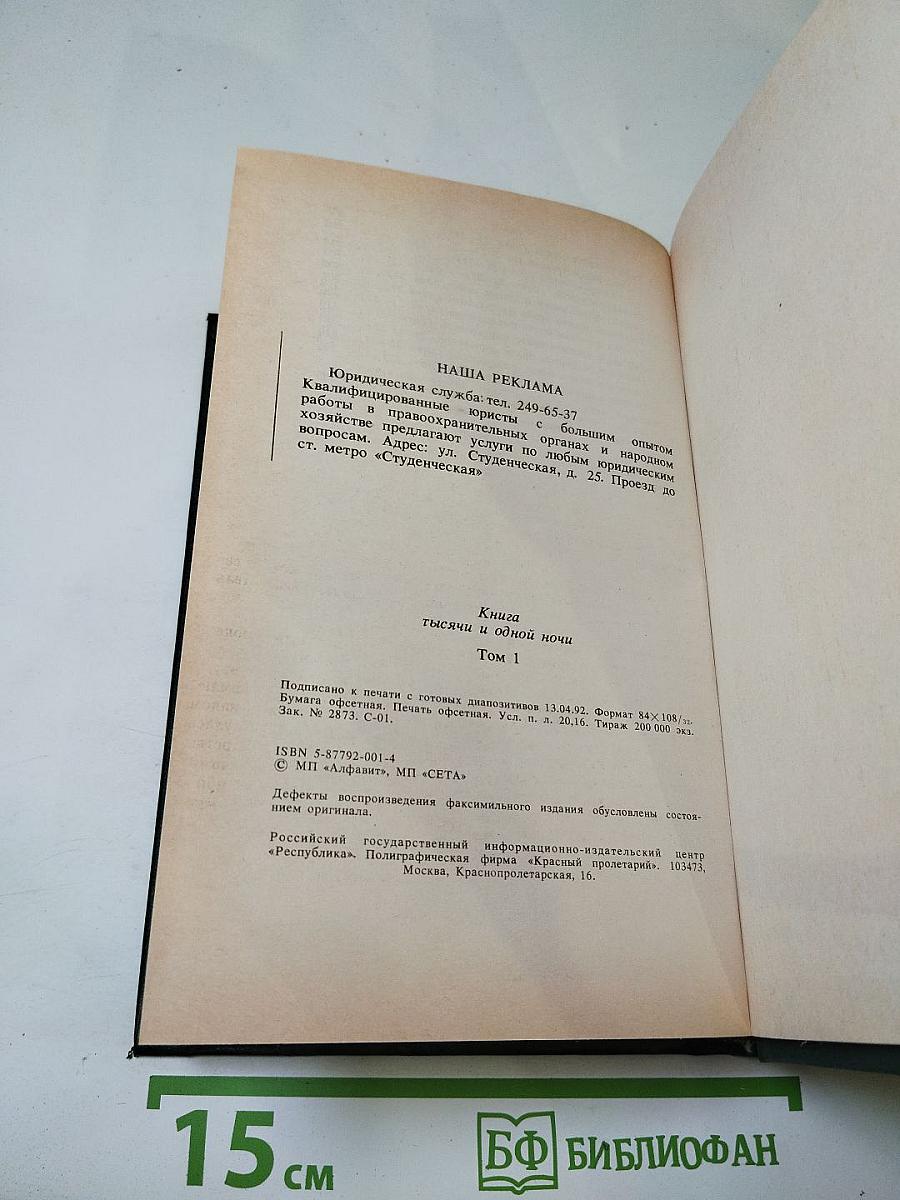 НАША РЕКЛАМА
Юридическая служба: тел. 249-65-37
Квалифицированные юристы с большим опытом
работы в правоохранительных органах и народном
хозяйстве предлагают услуги по любым юридическим
вопросам. Адрес: ул. Студенческая, д. 25. Проезд до
ст. метро «Студенческая»
Книга
тысячи и одной ночи
Том 1
Подписано к печати с готовых диапозитивов 13.04.92. Формат 84×108/32.
Бумага офсетная. Печать офсетная. Усл. п. л. 20,16. Тираж 200 000 экз.
Зак. № 2873. С-01.
ISBN 5-87792-001-4
© МП «Алфавит», МП «СЕТА»
Дефекты воспроизведения факсимильного издания обусловлены состоя-
нием оригинала.
Российский государственный информационно-издательский центр
«Республика». Полиграфическая фирма «Красный пролетарий». 103473,
Москва, Краснопролетарская, 16.
15 см
БФ БИБЛИОФАН